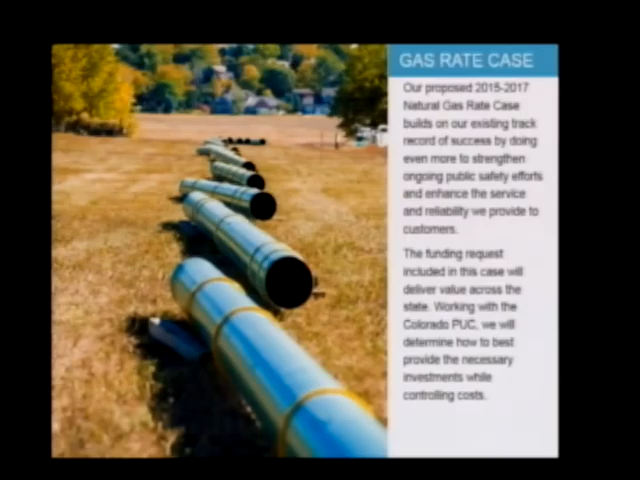 GAS RATE CASE
Our proposed 2015-2017
Natural Gas Rate Case
builds on our existing track
record of success by doing
even more to strengthen
ongoing public safety efforts
and enhance the service
and reliability we provide to
customers.
The funding request
included in this case will
deliver value across the
state. Working with the
Colorado PUC, we will
determine how to best
provide the necessary
investments while
controlling costs.